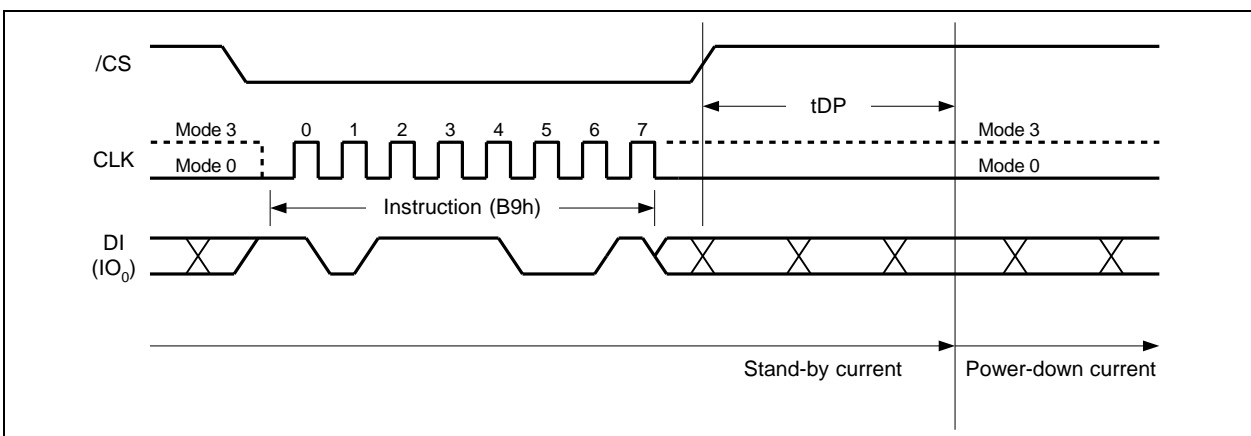 /CS
tDP
Mode 3 0 1 2 3 4 5 6 7 Mode 3
CLK
Mode 0 Mode 0
Instruction (B9h)
DI
(IO₀)
Stand-by current Power-down current